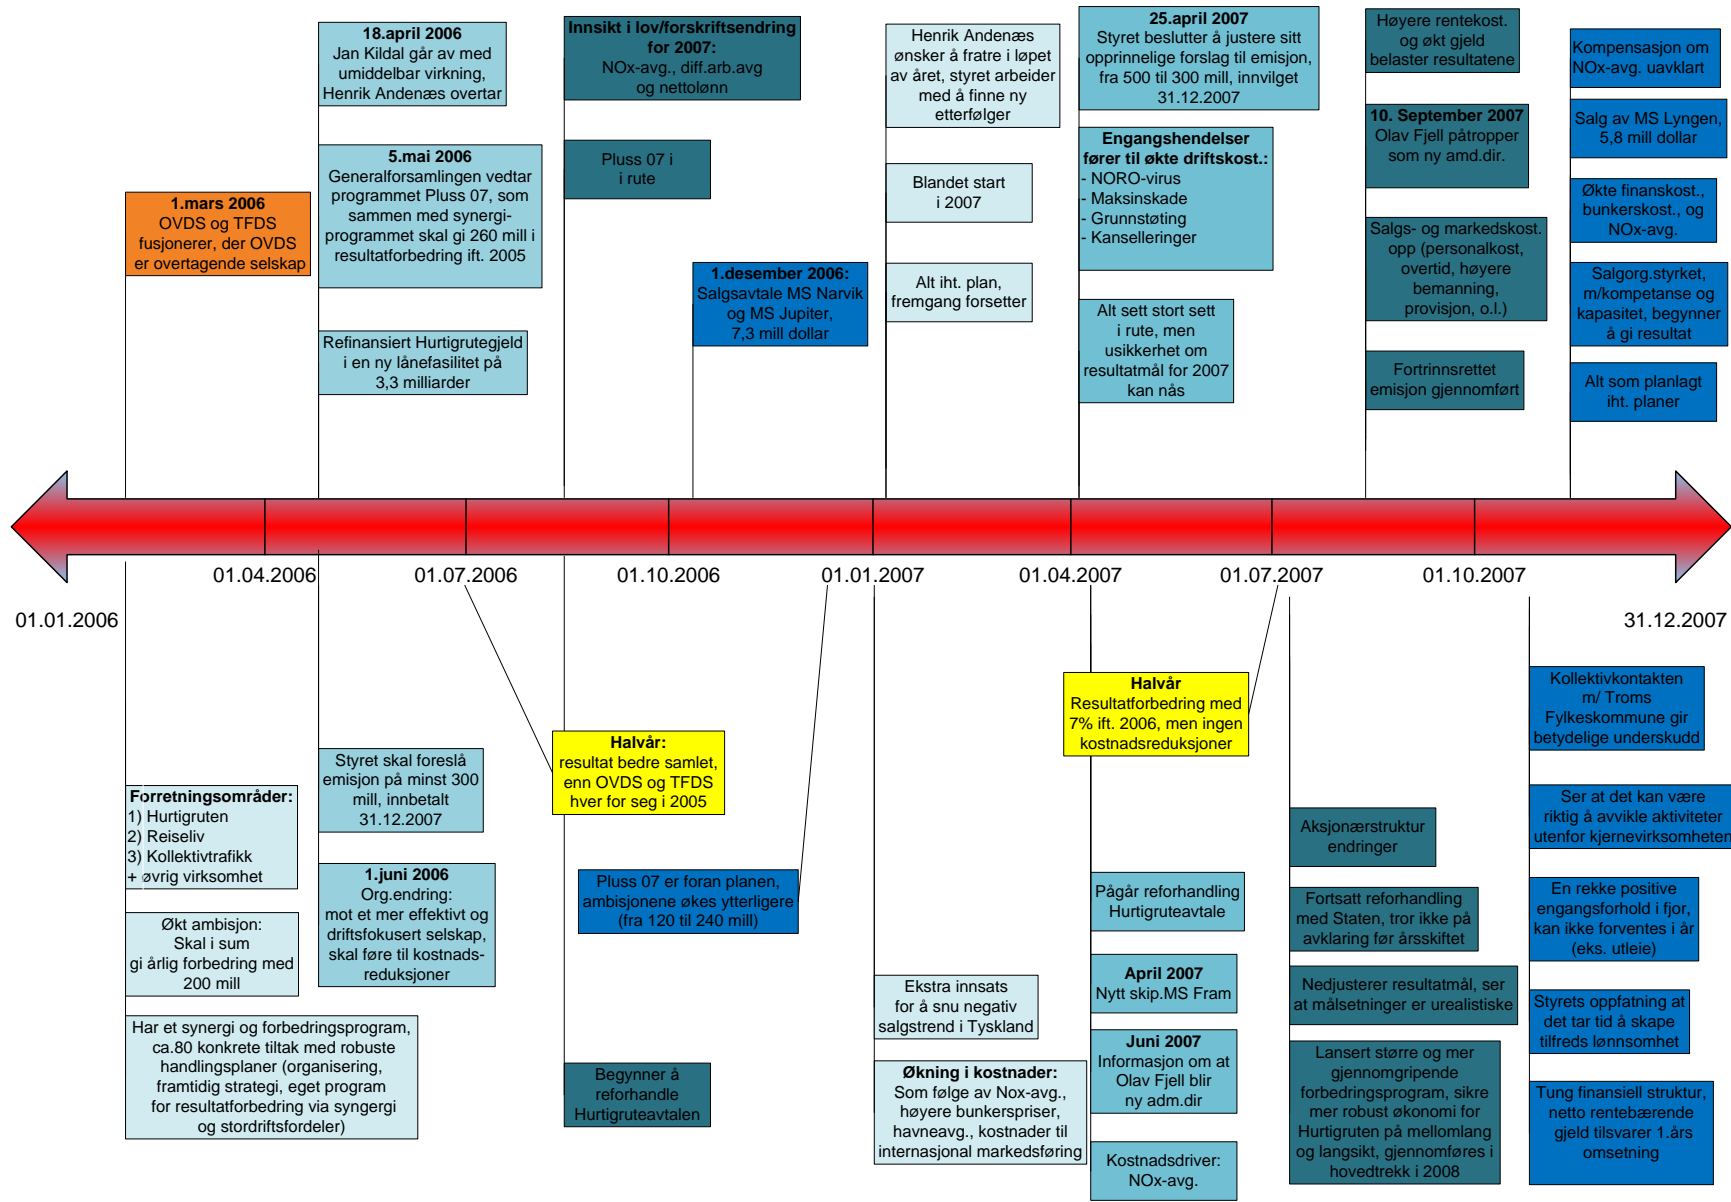 1.mars 2006
OVDS og TFDS
fusjonerer, der OVDS
er overtagende selskap
18.april 2006
Jan Kildal går av med
umiddelbar virkning,
Henrik Andenæs overtar
5.mai 2006
Generalforsamlingen vedtar
programmet Pluss 07, som
sammen med synergi-
programmet skal gi 260 mill i
resultatforbedring ift. 2005
Refinansiert Hurtigrutegjeld
i en ny lånefasilitet på
3,3 milliarder
Innsikt i lov/forskriftsendring
for 2007:
NOx-avg., diff.arb.avg
og nettolønn
Pluss 07 i
i rute
1.desember 2006:
Salgsavtale MS Narvik
og MS Jupiter,
7,3 mill dollar
Henrik Andenæs
ønsker å fratre i løpet
av året, styret arbeider
med å finne ny
etterfølger
Blandet start
i 2007
Alt iht. plan,
fremgang forsetter
25.april 2007
Styret beslutter å justere sitt
opprinnelige forslag til emisjon,
fra 500 til 300 mill, innvilget
31.12.2007
Engangshendelser
fører til økte driftskost.:
- NORO-virus
- Maksinskade
- Grunnstøting
- Kanselleringer
Alt sett stort sett
i rute, men
usikkerhet om
resultatmål for 2007
kan nås
Høyere rentekost.
og økt gjeld
belaster resultatene
10. September 2007
Olav Fjell påtropper
som ny amd.dir.
Salgs- og markedskost.
opp (personalkost,
overtid, høyere
bemanning,
provisjon, o.l.)
Fortrinnsrettet
emisjon gjennomført
Kompensasjon om
NOx-avg. uavklart
Salg av MS Lyngen,
5,8 mill dollar
Økte finanskost.,
bunkerskost., og
NOx-avg.
Salgorg.styrket,
m/kompetanse og
kapasitet, begynner
å gi resultat
Alt som planlagt
iht. planer
01.04.2006
01.07.2006
01.10.2006
01.01.2007
01.04.2007
01.07.2007
01.10.2007
01.01.2006
31.12.2007
Forretningsområder:
1) Hurtigruten
2) Reiseliv
3) Kollektivtrafikk
+ øvrig virksomhet
Økt ambisjon:
Skal i sum
gi årlig forbedring med
200 mill
Har et synergi og forbedringsprogram,
ca.80 konkrete tiltak med robuste
handlingsplaner (organisering,
framtidig strategi, eget program
for resultatforbedring via syngergi
og stordriftsfordeler)
Styret skal foreslå
emisjon på minst 300
mill, innbetalt
31.12.2007
1.juni 2006
Org.endring:
mot et mer effektivt og
driftsfokusert selskap,
skal føre til kostnads-
reduksjoner
Halvår:
resultat bedre samlet,
enn OVDS og TFDS
hver for seg i 2005
Pluss 07 er foran planen,
ambisjonene økes ytterligere
(fra 120 til 240 mill)
Begynner å
reforhandle
Hurtigruteavtalen
Ekstra innsats
for å snu negativ
salgstrend i Tyskland
Økning i kostnader:
Som følge av Nox-avg.,
høyere bunkerspriser,
havneavg., kostnader til
internasjonal markedsføring
Halvår
Resultatforbedring med
7% ift. 2006, men ingen
kostnadsreduksjoner
Pågår reforhandling
Hurtigruteavtale
April 2007
Nytt skip.MS Fram
Juni 2007
Informasjon om at
Olav Fjell blir
ny adm.dir
Kostnadsdriver:
NOx-avg.
Aksjonærstruktur
endringer
Fortsatt reforhandling
med Staten, tror ikke på
avklaring før årsskiftet
Nedjusterer resultatmål, ser
at målsetninger er urealistiske
Lansert større og mer
gjennomgripende
forbedringsprogram, sikre
mer robust økonomi for
Hurtigruten på mellomlang
og langsikt, gjennomføres i
hovedtrekk i 2008
Kollektivkontakten
m/ Troms
Fylkeskommune gir
betydelige underskudd
Ser at det kan være
riktig å avvikle aktiviteter
utenfor kjernevirksomheten
En rekke positive
engangsforhold i fjor,
kan ikke forventes i år
(eks. utleie)
Styrets oppfatning at
det tar tid å skape
tilfreds lønnsomhet
Tung finansiell struktur,
netto rentebærende
gjeld tilsvarer 1.års
omsetning